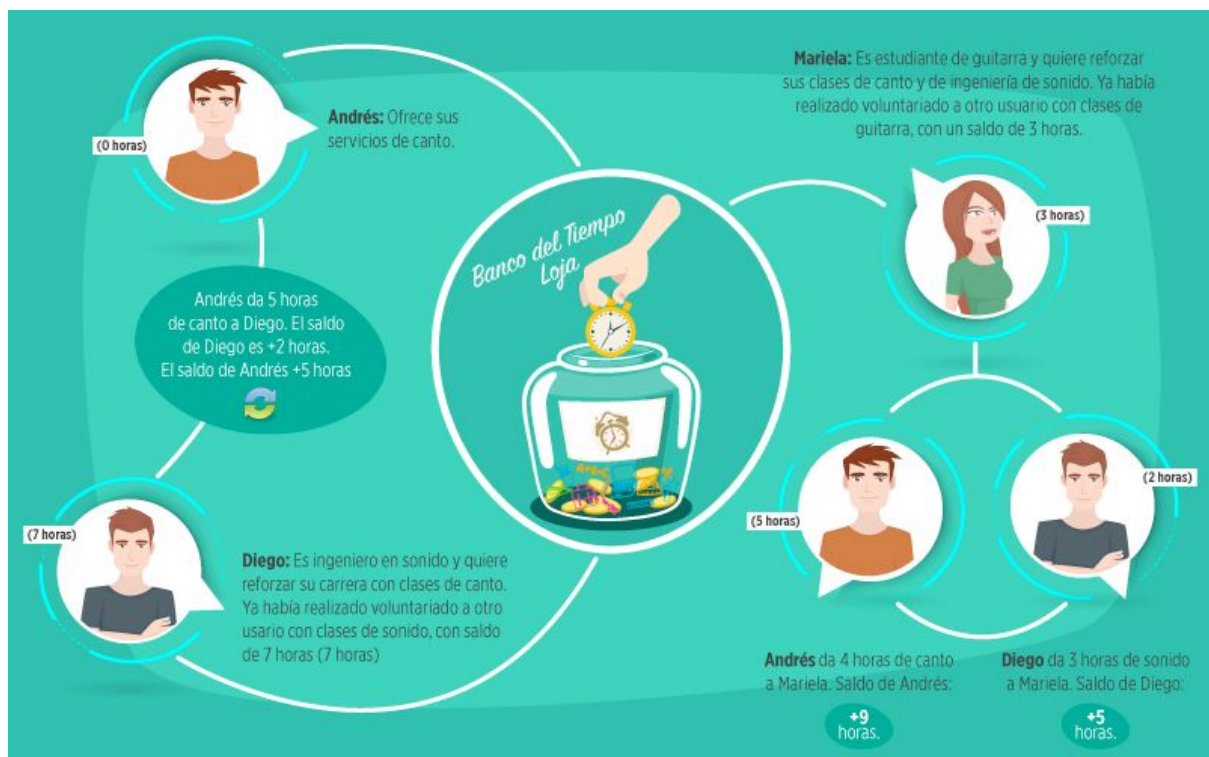 (0 horas)
Andrés: Ofrece sus
servicios de canto.
Andrés da 5 horas
de canto a Diego. El saldo
de Diego es +2 horas.
El saldo de Andrés +5 horas
(7 horas)
Diego: Es ingeniero en sonido y quiere
reforzar su carrera con clases de canto.
Ya había realizado voluntariado a otro
usario con clases de sonido, con saldo
de 7 horas (7 horas)
Banco del Tiempo
Loja
Mariela: Es estudiante de guitarra y quiere reforzar
sus clases de canto y de ingeniería de sonido. Ya había
realizado voluntariado a otro usuario con clases de
guitarra, con un saldo de 3 horas.
(3 horas)
(5 horas)
(2 horas)
Andrés da 4 horas de canto
a Mariela. Saldo de Andrés:
+9
horas.
Diego da 3 horas de sonido
a Mariela. Saldo de Diego:
+5
horas.